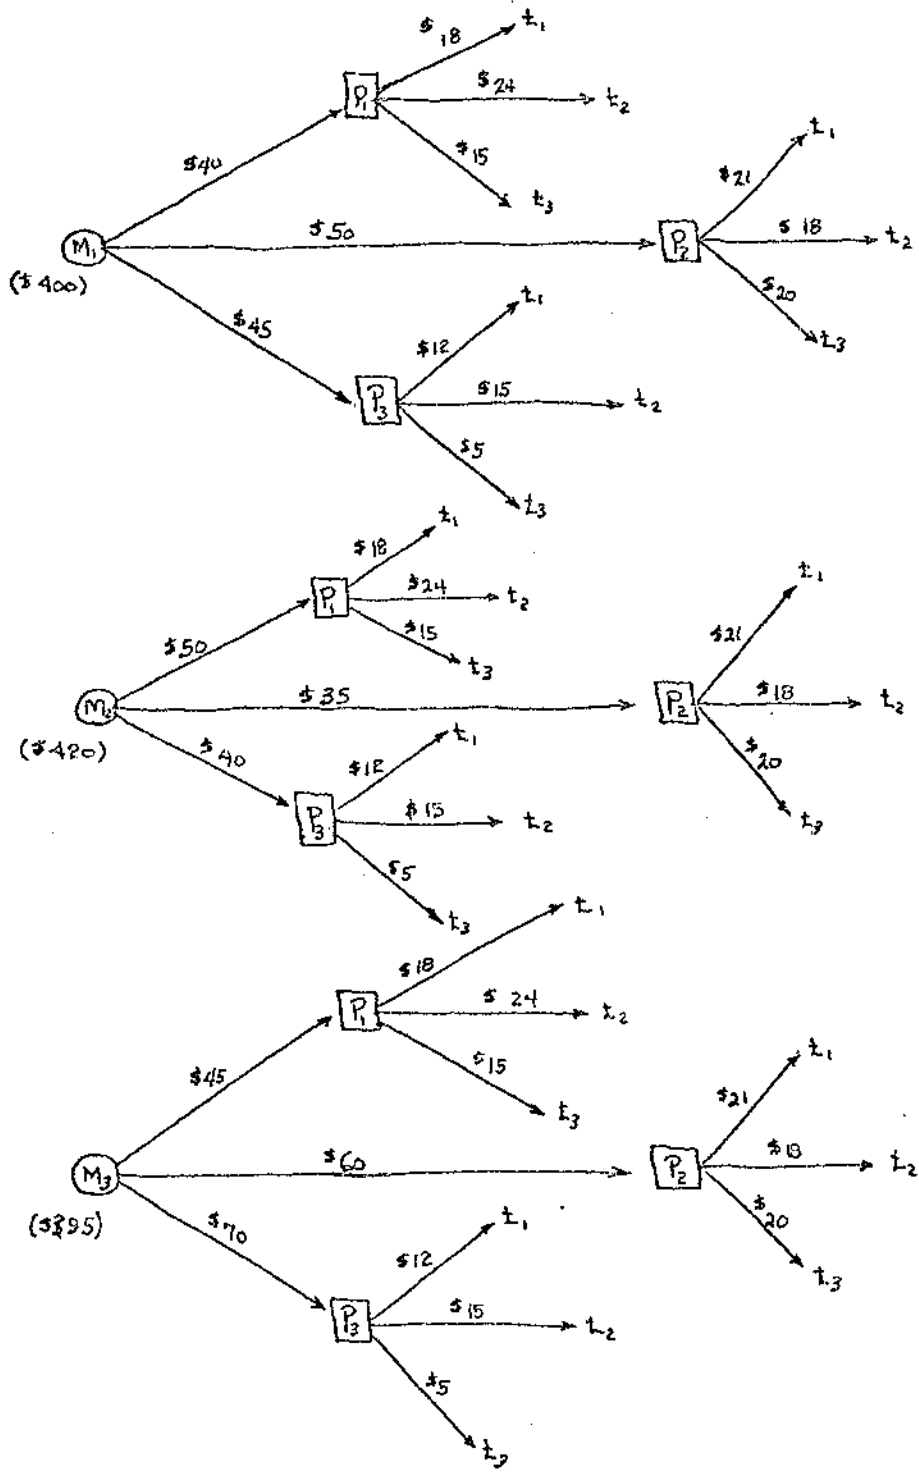 $18 t₁
P₁ $24 t₂
$15 t₃
$40
M₁ $50 P₂
($400)
$21 t₁
$18 t₂
$20 t₃
$45
P₃
$12 t₁
$15 t₂
$5 t₃
$18 t₁
P₁ $24 t₂
$15 t₃
$50
M₂ $35 P₂
($420)
$21 t₁
$18 t₂
$20 t₃
$40
P₃
$12 t₁
$15 t₂
$5 t₃
$18 t₁
P₁ $24 t₂
$15 t₃
$45
M₃ $60 P₂
$21 t₁
$18 t₂
$20 t₃
$70
P₃
$12 t₁
$15 t₂
$5 t₃